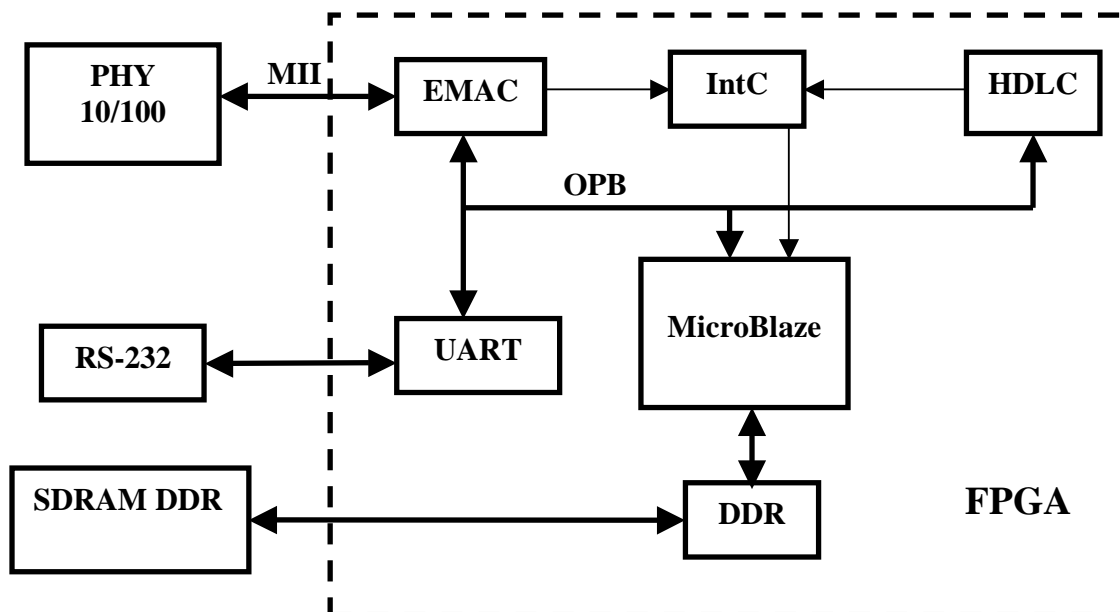 PHY
10/100
MII
EMAC
IntC
HDLC
OPB
MicroBlaze
RS-232
UART
SDRAM DDR
DDR
FPGA